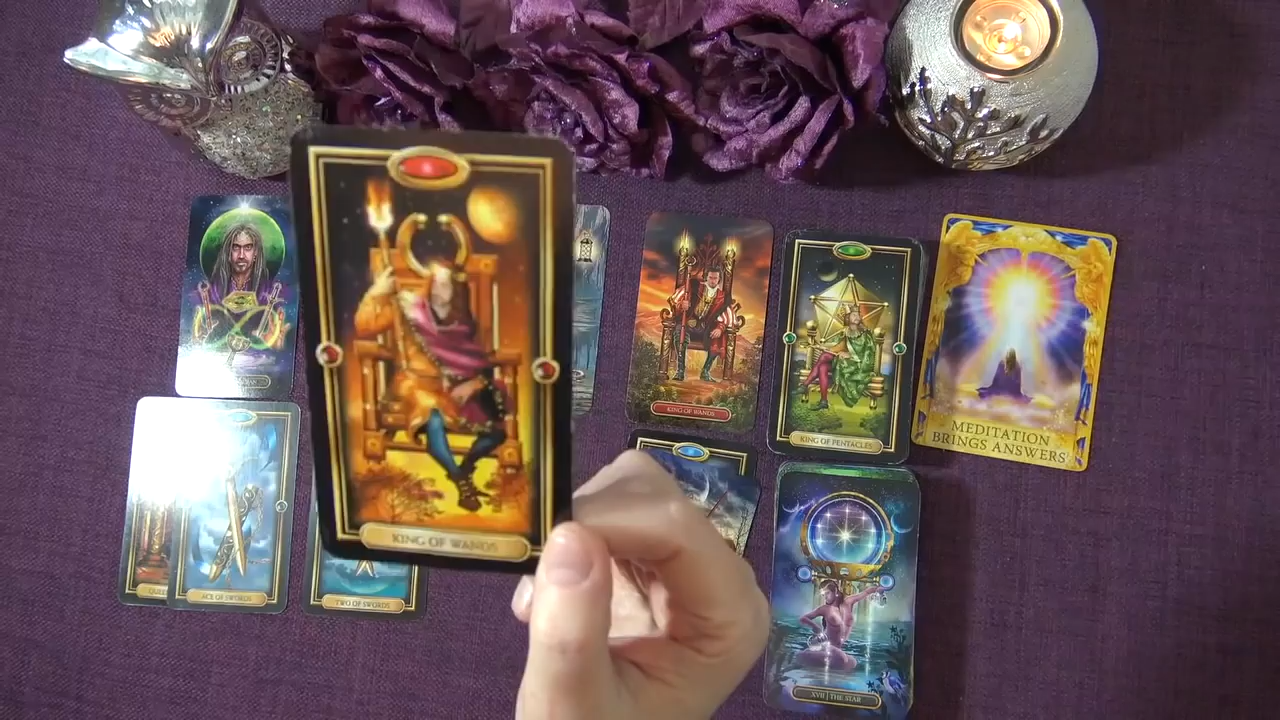 KING OF WANDS
KING OF WANDS
KING OF PENTACLES
MEDITATION
BRINGS ANSWERS
ACE OF SWORDS
TWO OF SWORDS
XVII | THE STAR